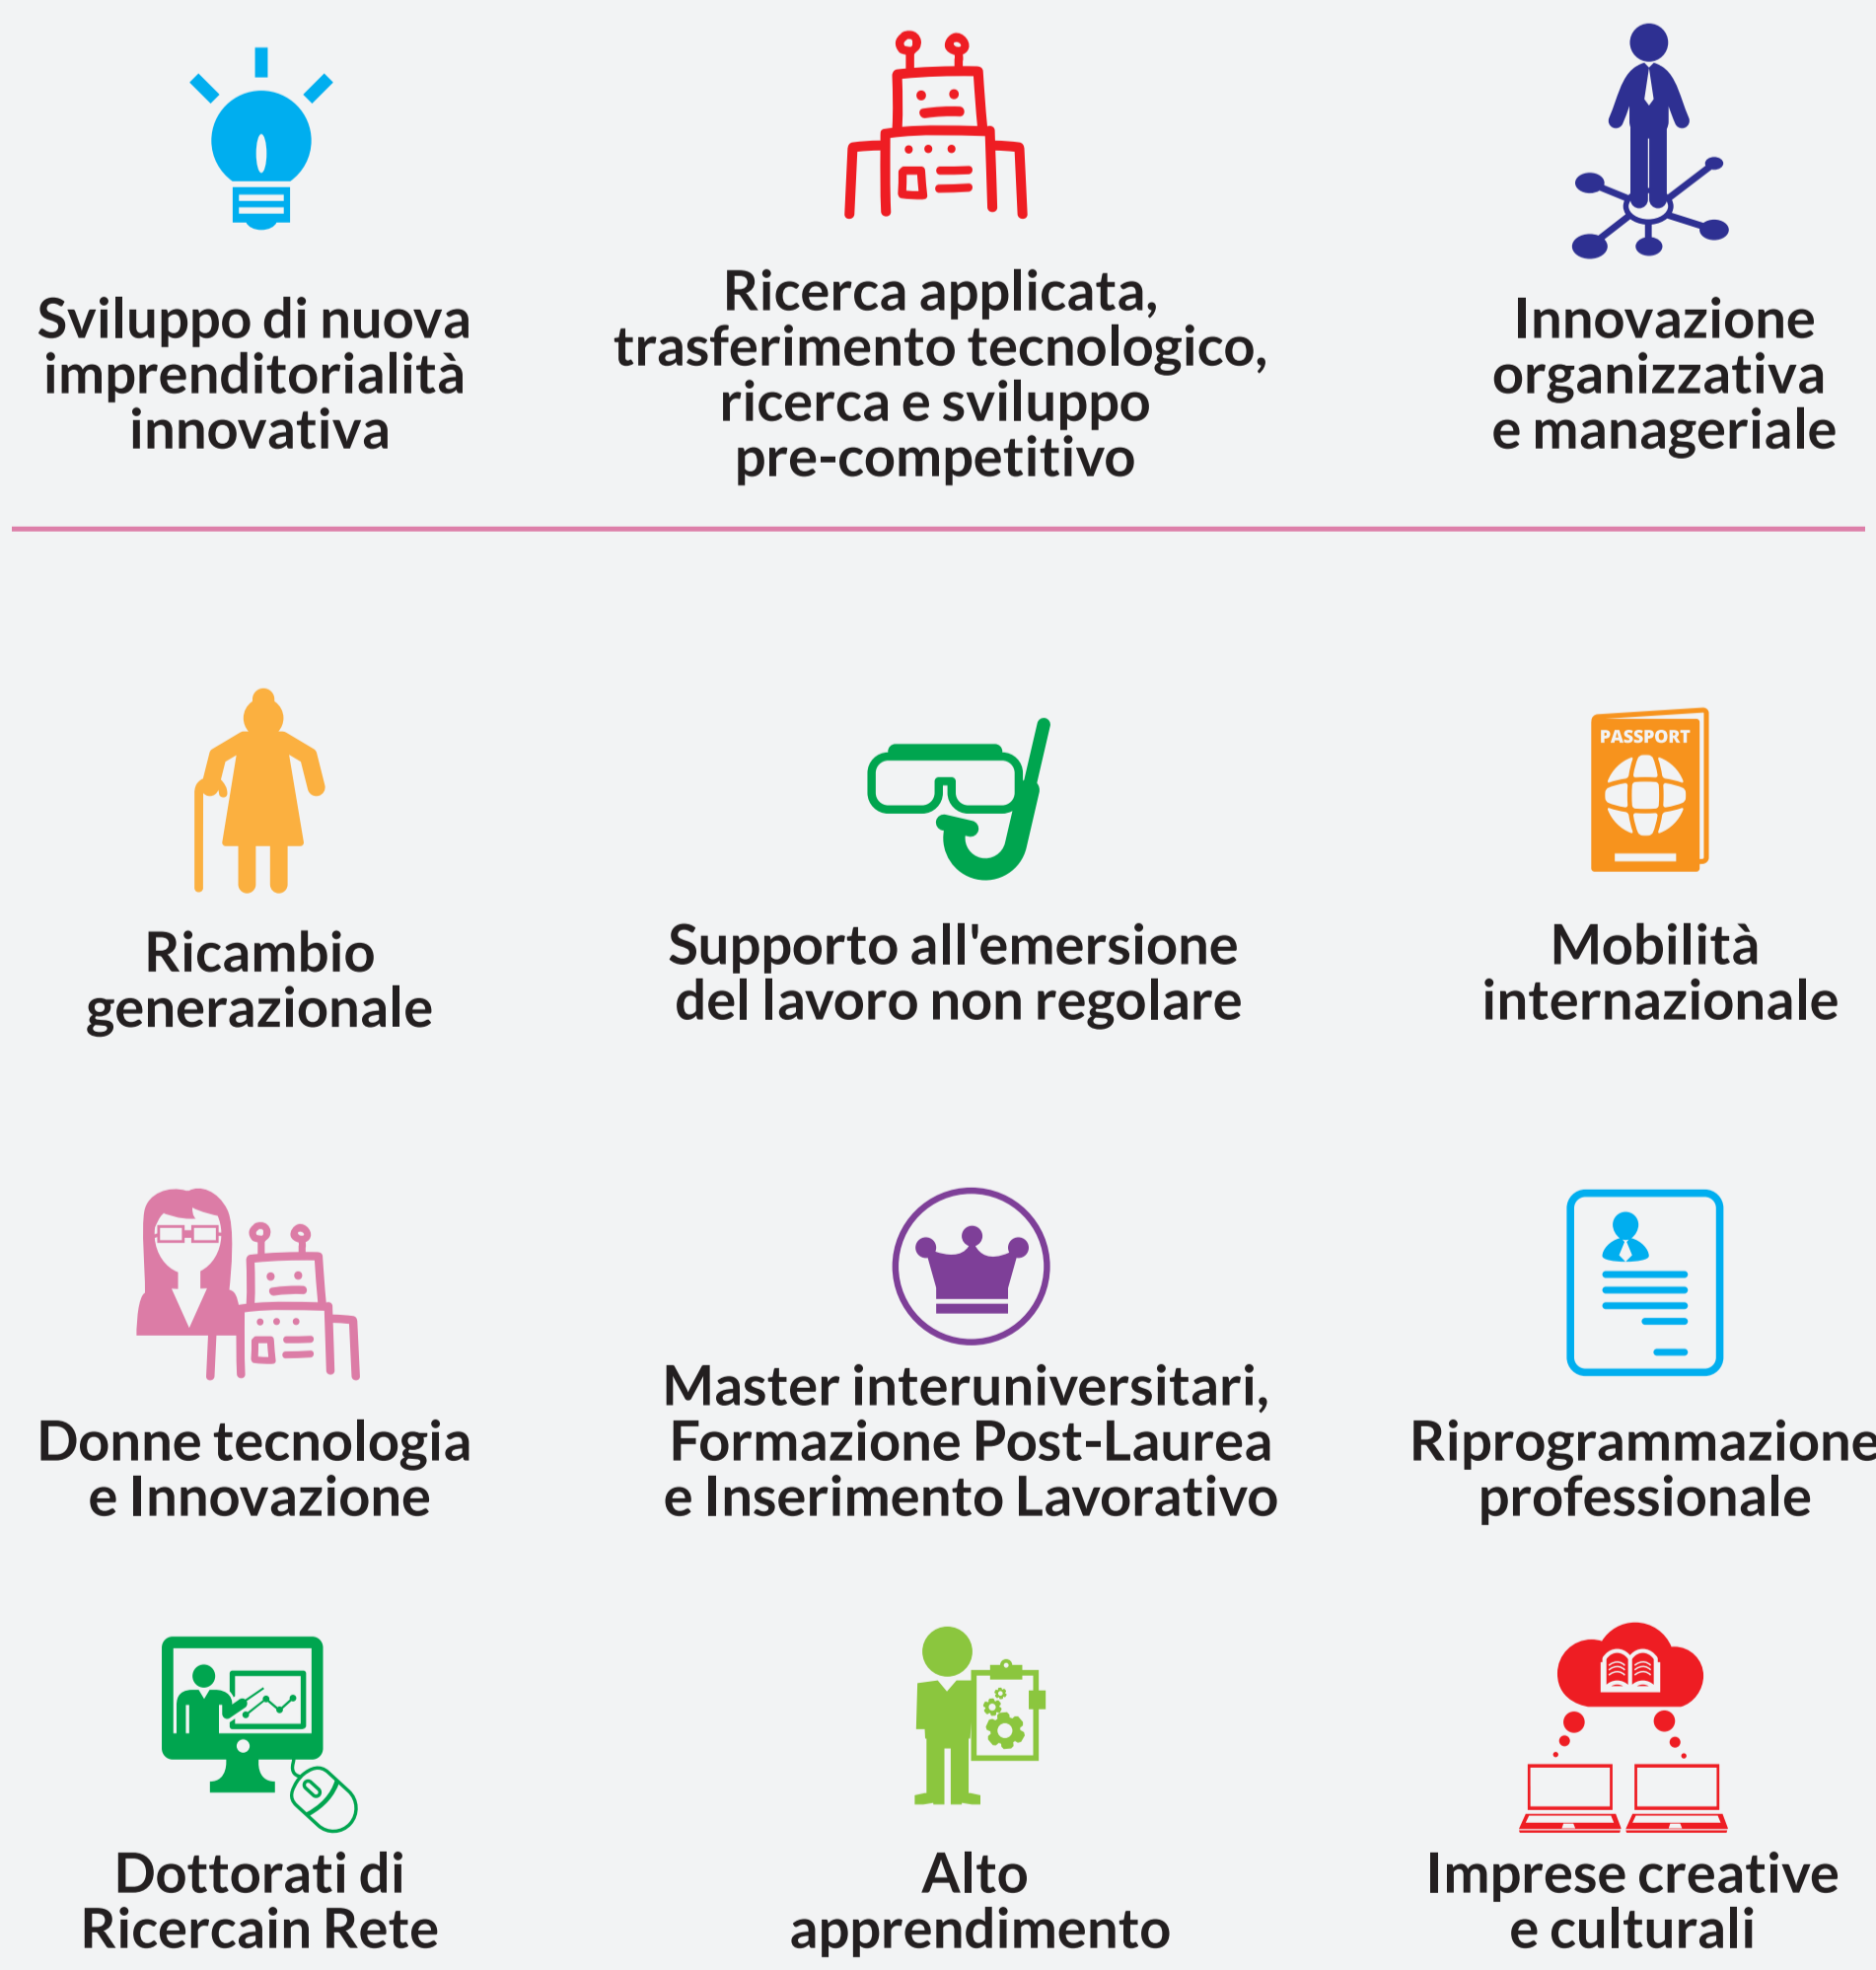 Sviluppo di nuova
imprenditorialità
innovativa
Ricerca applicata,
trasferimento tecnologico,
ricerca e sviluppo
pre-competitivo
Innovazione
organizzativa
e manageriale
Ricambio
generazionale
Supporto all'emersione
del lavoro non regolare
PASSPORT
Mobilità
internazionale
Donne tecnologia
e Innovazione
Master interuniversitari,
Formazione Post-Laurea
e Inserimento Lavorativo
Riprogrammazione
professionale
Dottorati di
Ricercain Rete
Alto
apprendimento
Imprese creative
e culturali